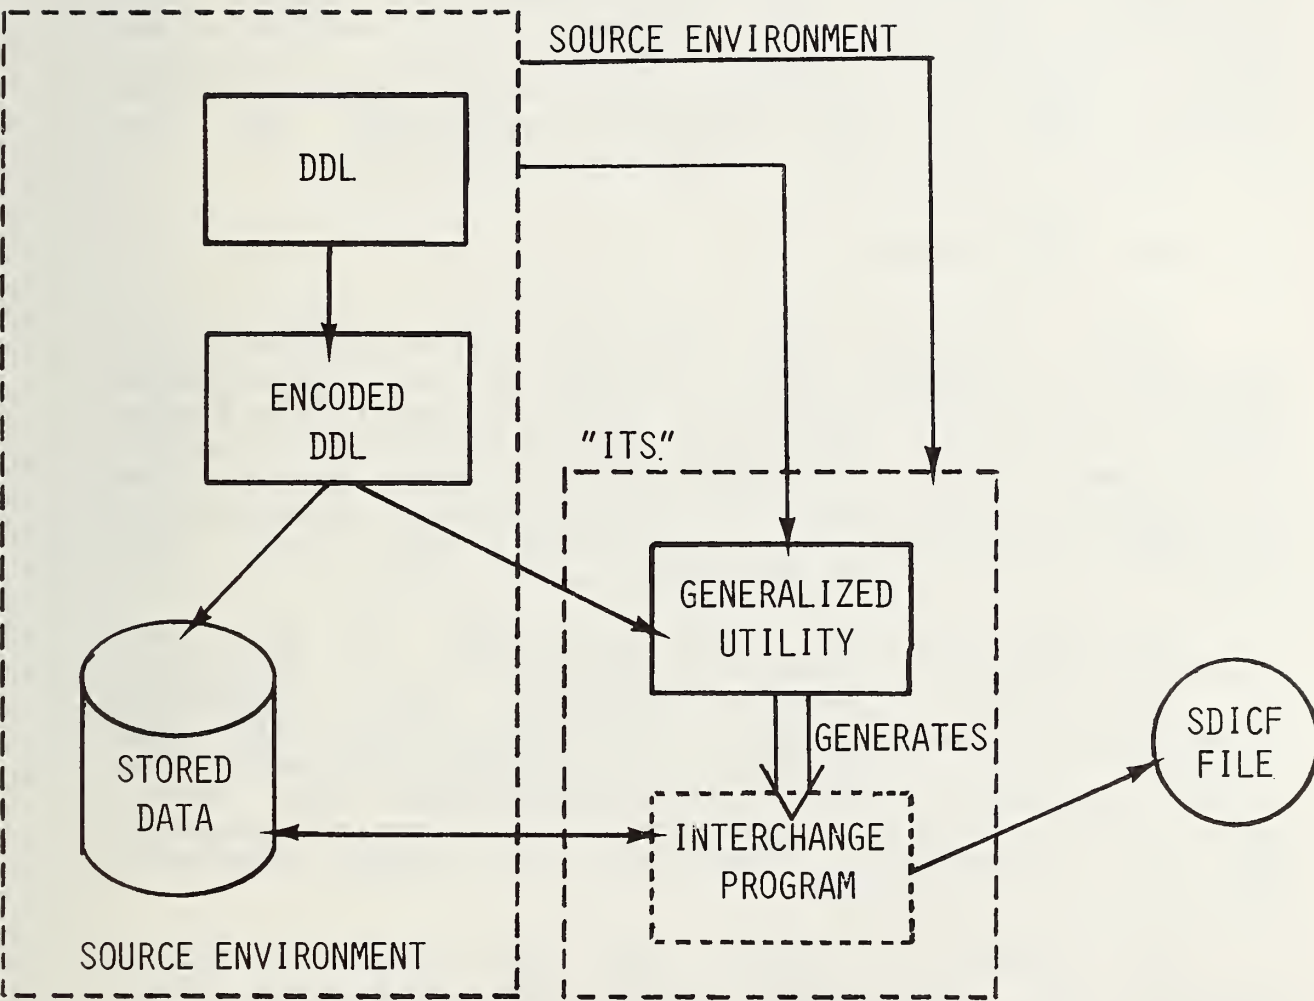 SOURCE ENVIRONMENT
DDL
ENCODED
DDL
"ITS."
GENERALIZED
UTILITY
GENERATES
SDICF
FILE
STORED
DATA
INTERCHANGE
PROGRAM
SOURCE ENVIRONMENT